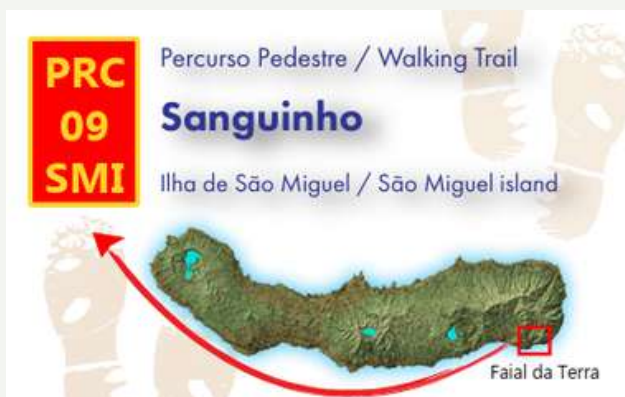 PRC
09
SMI
Percurso Pedestre / Walking Trail
Sanguinho
Ilha de São Miguel / São Miguel island
Faial da Terra